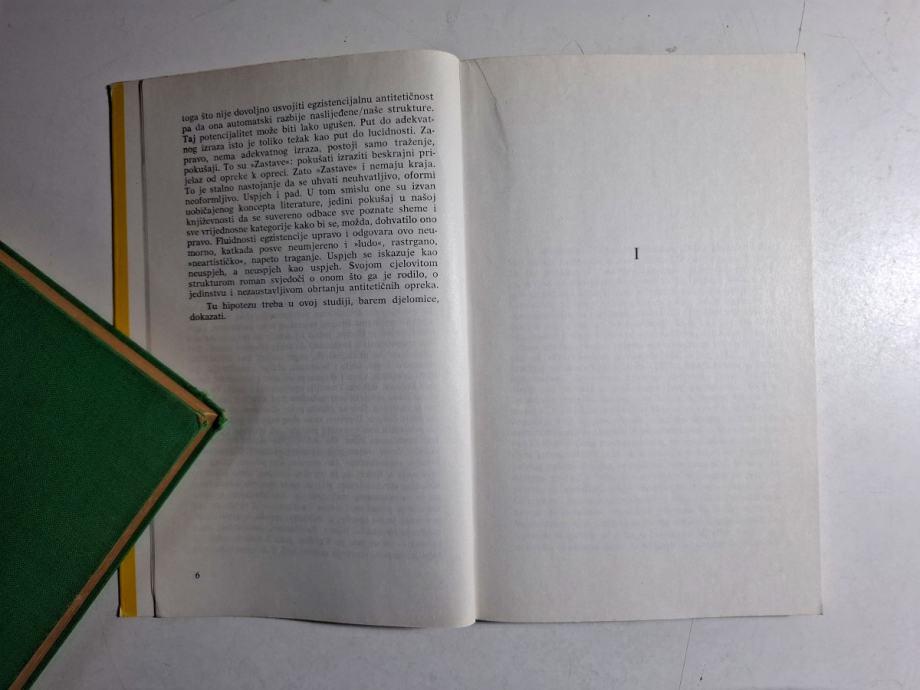 toga što nije dovoljno usvojiti egzistencijalnu antitetičnost
pa da ona automatski razbije naslijeđene/naše strukture.
Taj potencijalitet može biti lako ugušen. Put do adekvat-
nog izraza isto je toliko težak kao put do lucidnosti. Za-
pravo, nema adekvatnog izraza, postoji samo traženje,
pokušaji. To su »Zastave«: pokušati izraziti beskrajni pri-
jelaz od opreke k opreci. Zato »Zastave« i nemaju kraja.
To je stalno nastojanje da se uhvati neuhvatljivo, oformi
neoformljivo. Uspjeh i pad. U tom smislu one su izvan
uobičajenog koncepta literature, jedini pokušaj u našoj
književnosti da se suvereno odbace sve poznate sheme i
sve vrijednosne kategorije kako bi se, možda, dohvatilo ono
pravo. Fluidnosti egzistencije upravo i odgovara ovo neu-
morno, katkada posve neumjereno i »ludo«, rastrgano,
»neartističko«, napeto traganje. Uspjeh se iskazuje kao
neuspjeh, a neuspjeh kao uspjeh. Svojom cjelovitom
strukturom roman svjedoči o onom što ga je rodilo, o
jedinstvu i nezaustavljivom obrtanju antitetičnih opreka.
Tu hipotezu treba u ovoj studiji, barem djelomice,
dokazati.
6
I